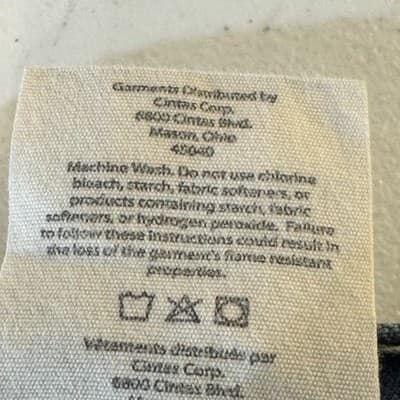 Garments Distributed by
Cintas Corp.
6800 Cintas Blvd.
Mason, Ohio
45040
Machine Wash. Do not use chlorine
bleach, starch, fabric softeners, or
products containing starch, fabric
softeners, or hydrogen peroxide. Failure
to follow these instructions could result in
the loss of the garment's flame resistant
properties.
Vêtements distribués par
Cintas Corp.
6800 Cintas Blvd.